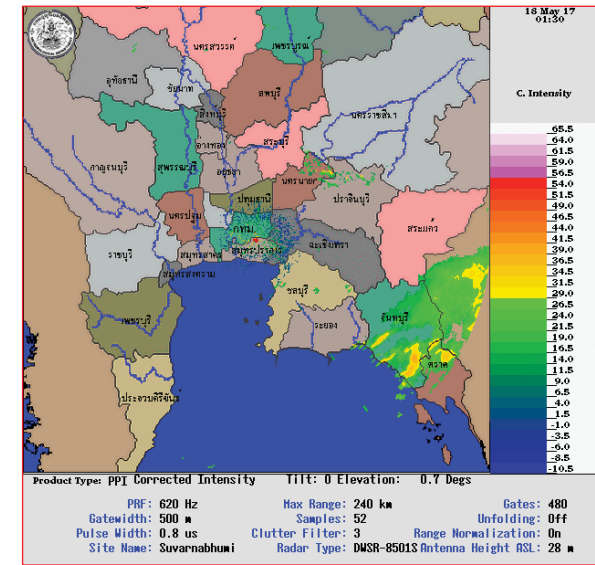 18 May 17
01:30
C. Intensity
65.5
64.0
61.5
59.0
56.5
54.0
51.5
49.0
46.5
44.0
41.5
39.0
36.5
34.5
31.5
29.0
26.5
24.0
21.5
19.0
16.5
14.0
11.5
9.0
6.5
4.0
1.5
-1.0
-3.5
-6.0
-8.5
-10.5
นครสวรรค์
เพชรบูรณ์
อุทัยธานี
ชัยนาท
ลพบุรี
สิงห์บุรี
นครราชสีมา
อ่างทอง
สระบุรี
กาญจนบุรี
สุพรรณบุรี
อยุธยา
นครนายก
ปราจีนบุรี
ปทุมธานี
นครปฐม
กทม.
สระแก้ว
ฉะเชิงเทรา
ราชบุรี
สมุทรสาคร
สมุทรปราการ
สมุทรสงคราม
ชลบุรี
เพชรบุรี
ระยอง
จันทบุรี
ตราด
ประจวบคีรีขันธ์
Product Type: PPI Corrected Intensity Tilt: 0 Elevation: 0.7 Degs
PRF: 620 Hz Max Range: 240 km Gates: 480
Gatewidth: 500 m Samples: 52 Unfolding: Off
Pulse Width: 0.8 us Clutter Filter: 3 Range Normalization: On
Site Name: Suvarnabhumi Radar Type: DWSR-8501S Antenna Height ASL: 28 m